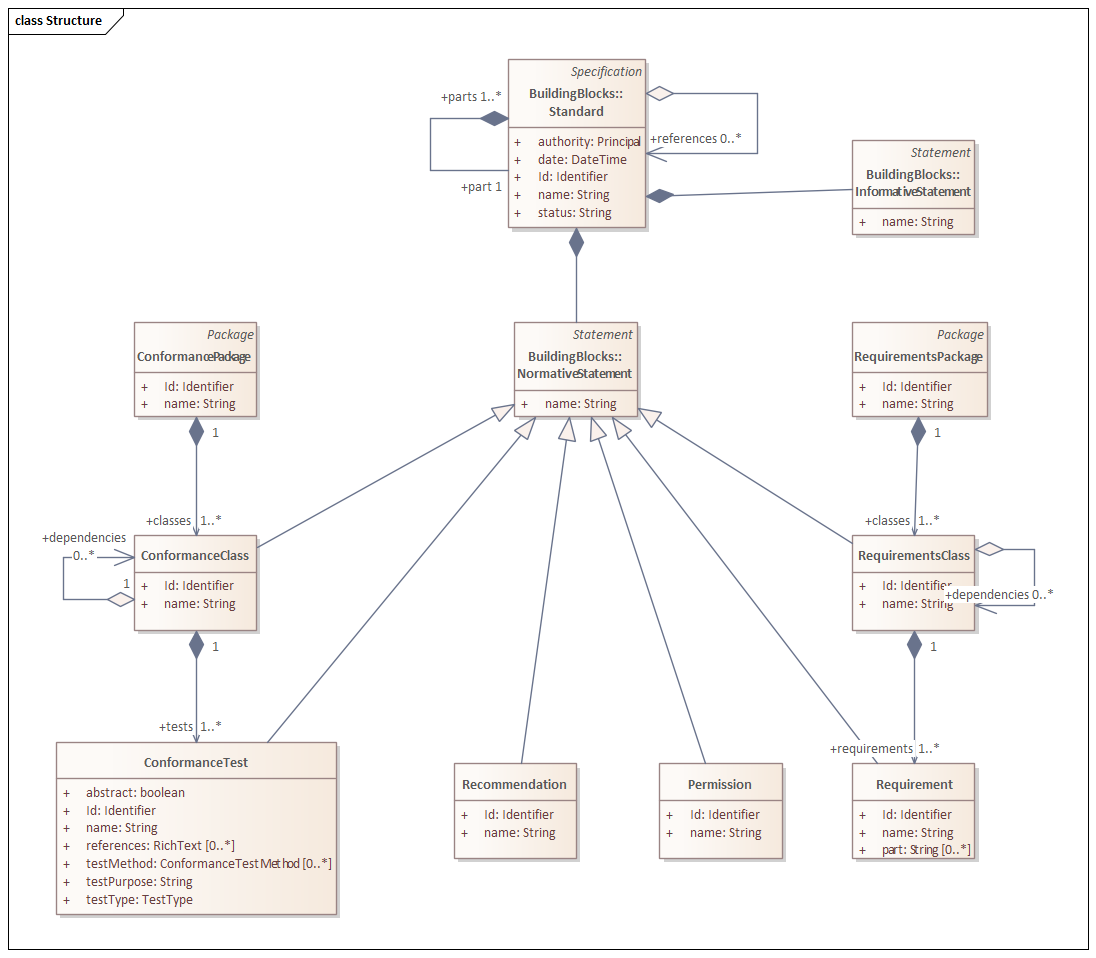 class Structure
Specification
BuildingBlocks::
Standard
+ authority: Principal
+ date: DateTime
+ Id: Identifier
+ name: String
+ status: String
+parts 1..*
+part 1
+references 0..*
Statement
BuildingBlocks::
InformativeStatement
+ name: String
Package
ConformancePackage
+ Id: Identifier
+ name: String
Statement
BuildingBlocks::
NormativeStatement
+ name: String
Package
RequirementsPackage
+ Id: Identifier
+ name: String
1
+classes 1..*
1
+classes 1..*
+dependencies
0..*
1
ConformanceClass
+ Id: Identifier
+ name: String
RequirementsClass
+ Id: Identifier
+ name: String
+dependencies 0..*
1
+tests 1..*
1
+requirements 1..*
ConformanceTest
+ abstract: boolean
+ Id: Identifier
+ name: String
+ references: RichText [0..*]
+ testMethod: ConformanceTestMethod [0..*]
+ testPurpose: String
+ testType: TestType
Recommendation
+ Id: Identifier
+ name: String
Permission
+ Id: Identifier
+ name: String
Requirement
+ Id: Identifier
+ name: String
+ part: String [0..*]